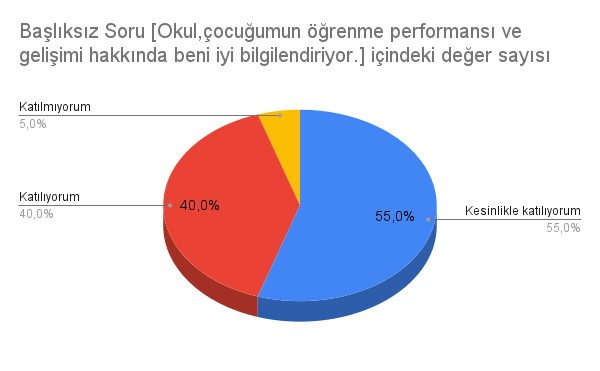 Başlıksız Soru [Okul,çocuğumun öğrenme performansı ve
gelişimi hakkında beni iyi bilgilendiriyor.] içindeki değer sayısı
Katılmıyorum
5,0%
Katılıyorum
40,0%
40,0%
55,0%
Kesinlikle katılıyorum
55,0%